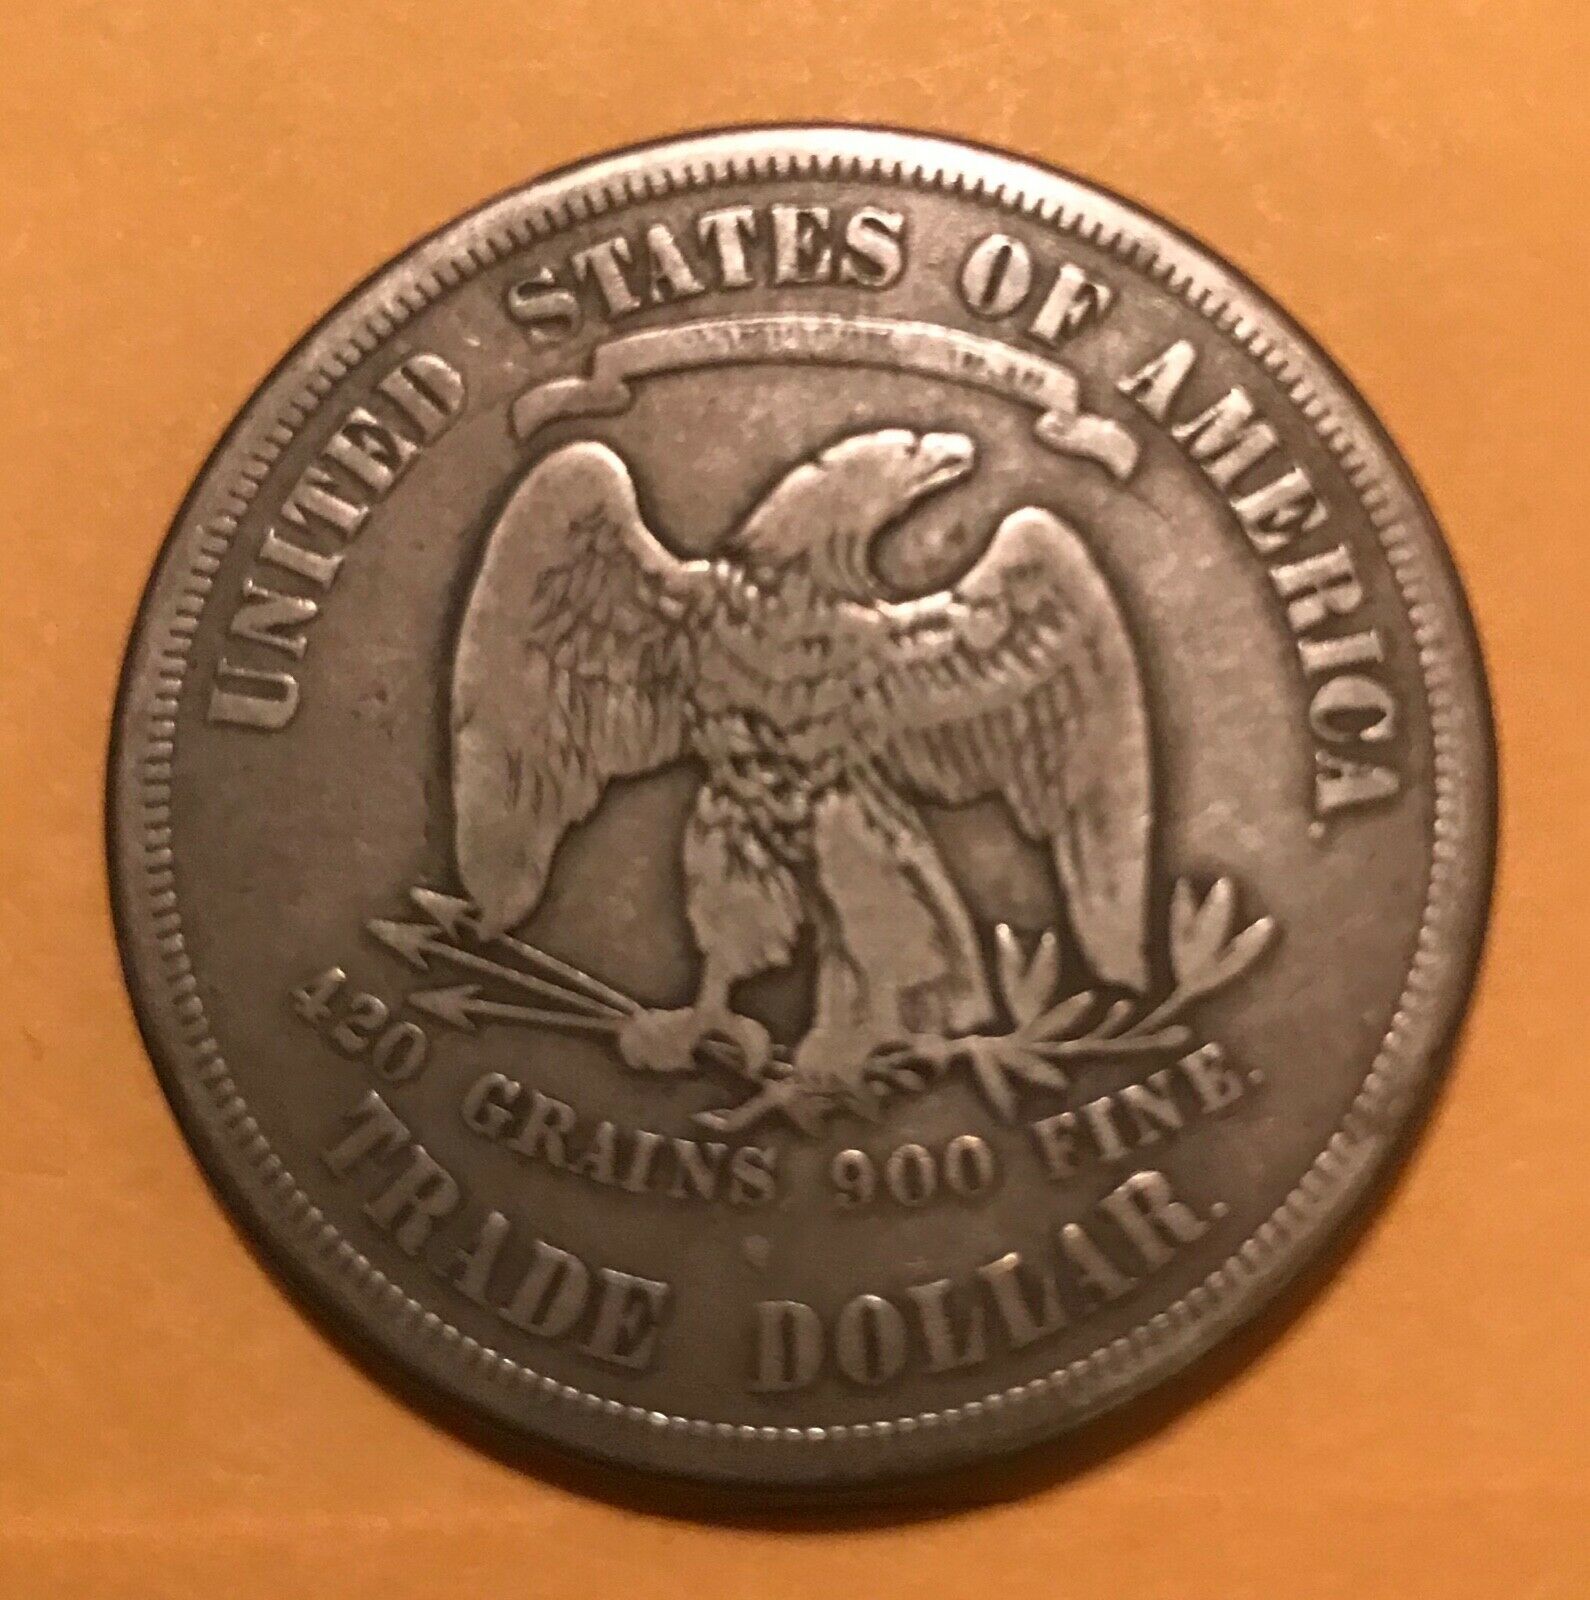 UNITED STATES OF AMERICA.
420 GRAINS 900 FINE.
TRADE DOLLAR.